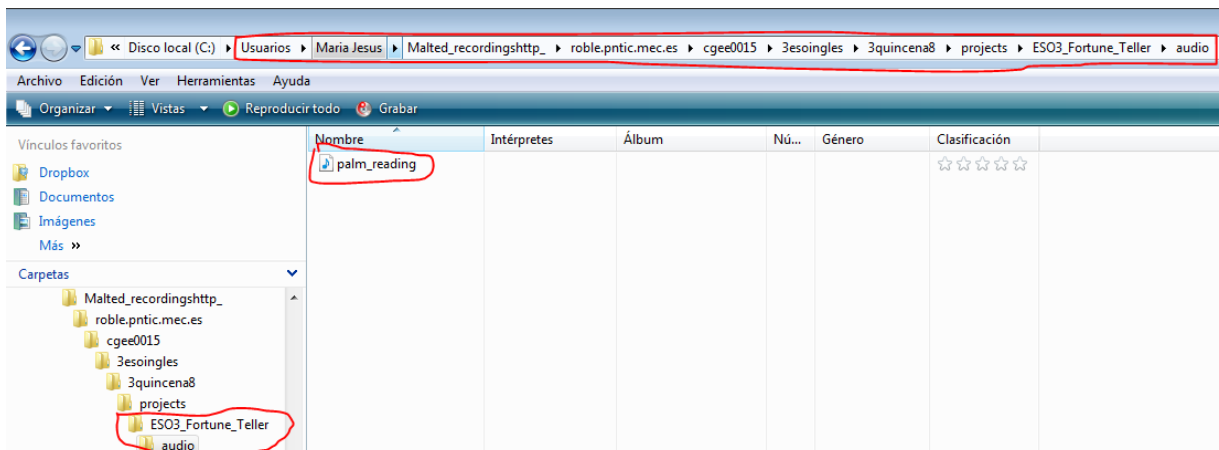 « Disco local (C:) Usuarios Maria Jesus Malted_recordingshttp_ roble.pntic.mec.es cgee0015 3esoingles 3quincena8 projects ESO3_Fortune_Teller audio
Archivo Edición Ver Herramientas Ayuda
Organizar Vistas Reproducir todo Grabar
Vínculos favoritos
Dropbox
Documentos
Imágenes
Más »
Carpetas
Malted_recordingshttp_
roble.pntic.mec.es
cgee0015
3esoingles
3quincena8
projects
ESO3_Fortune_Teller
audio
Nombre Intérpretes Álbum Nú... Género Clasificación
palm_reading